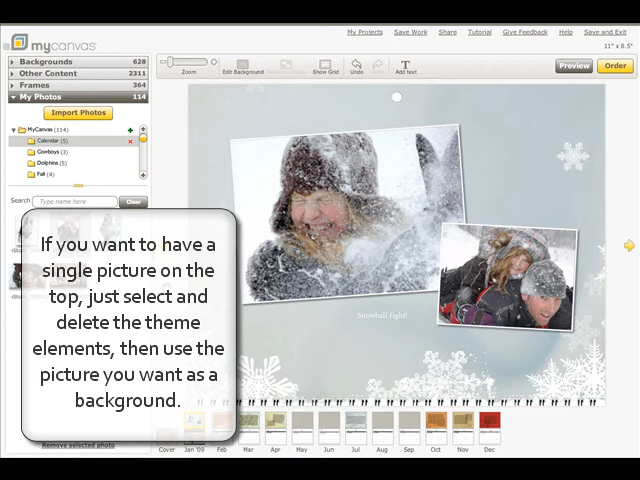 My Projects Save Work Share Tutorial Give Feedback Help Save and Exit
mycanvas
11" x 8.5"
Backgrounds 628
Other Content 2311
Frames 364
My Photos 114
Zoom Edit Background Show Grid Undo Add text
Preview Order
Import Photos
MyCanvas (114)
Calendar (5)
Cowboys (3)
Dolphins (5)
Fall (4)
Search Type name here Clear
If you want to have a
single picture on the
top, just select and
delete the theme
elements, then use the
picture you want as a
background.
Snowball fight!
Remove selected photo
Cover Jan '09 Feb Mar Apr May Jun Jul Aug Sep Oct Nov Dec